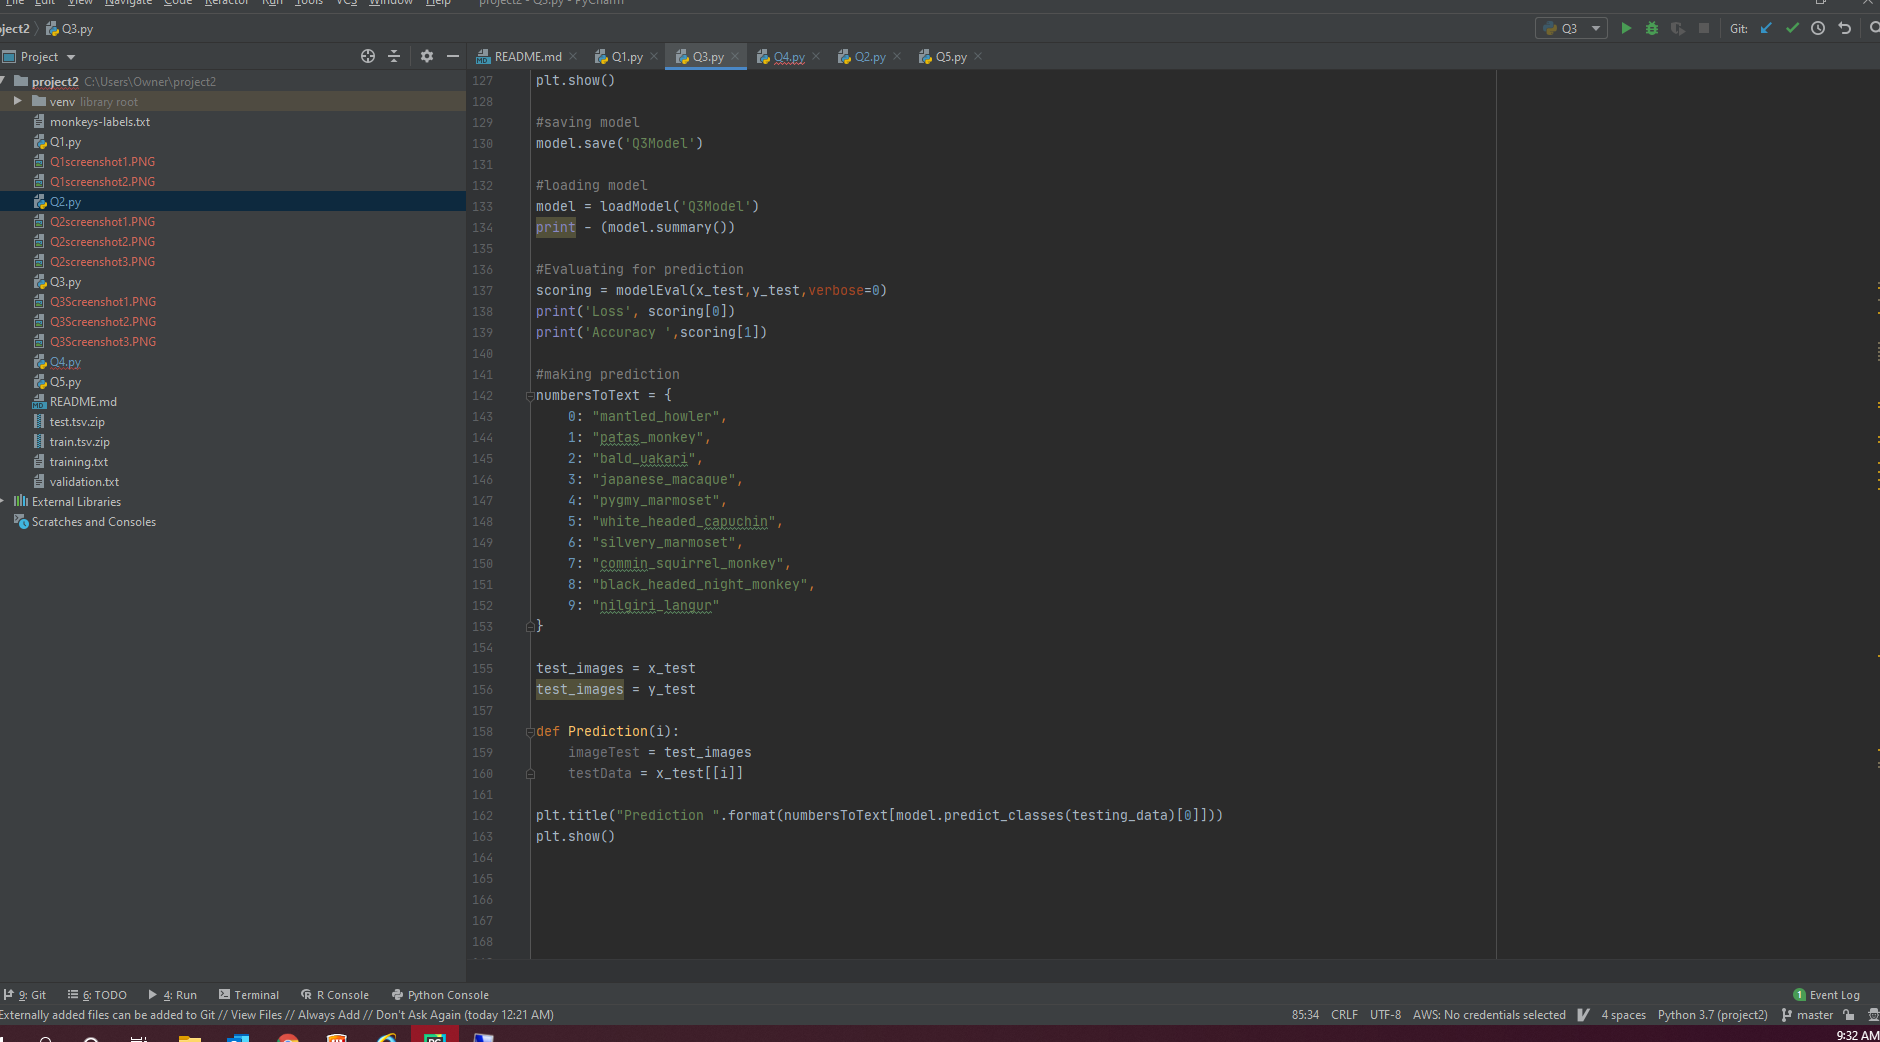 File Edit View Navigate Code Refactor Run Tools VCS Window Help project2 - Q3.py - PyCharm
ject2 Q3.py
Q3
Git:
Project
README.md
Q1.py
Q3.py
Q4.py
Q2.py
Q5.py
project2 C:\Users\Owner\project2
venv library root
monkeys-labels.txt
Q1.py
Q1screenshot1.PNG
Q1screenshot2.PNG
Q2.py
Q2screenshot1.PNG
Q2screenshot2.PNG
Q2screenshot3.PNG
Q3.py
Q3Screenshot1.PNG
Q3Screenshot2.PNG
Q3Screenshot3.PNG
Q4.py
Q5.py
README.md
test.tsv.zip
train.tsv.zip
training.txt
validation.txt
External Libraries
Scratches and Consoles
127 plt.show()
128
129 #saving model
130 model.save('Q3Model')
131
132 #loading model
133 model = loadModel('Q3Model')
134 print - (model.summary())
135
136 #Evaluating for prediction
137 scoring = modelEval(x_test,y_test,verbose=0)
138 print('Loss', scoring[0])
139 print('Accuracy ',scoring[1])
140
141 #making prediction
142 numbersToText = {
143 0: "mantled_howler",
144 1: "patas_monkey",
145 2: "bald_uakari",
146 3: "japanese_macaque",
147 4: "pygmy_marmoset",
148 5: "white_headed_capuchin",
149 6: "silvery_marmoset",
150 7: "commin_squirrel_monkey",
151 8: "black_headed_night_monkey",
152 9: "nilgiri_langur"
153 }
154
155 test_images = x_test
156 test_images = y_test
157
158 def Prediction(i):
159 imageTest = test_images
160 testData = x_test[[i]]
161
162 plt.title("Prediction ".format(numbersToText[model.predict_classes(testing_data)[0]]))
163 plt.show()
164
165
166
167
168
9: Git 6: TODO 4: Run Terminal R Console Python Console 1 Event Log
Externally added files can be added to Git // View Files // Always Add // Don't Ask Again (today 12:21 AM) 85:34 CRLF UTF-8 AWS: No credentials selected 4 spaces Python 3.7 (project2) master
9:32 AM